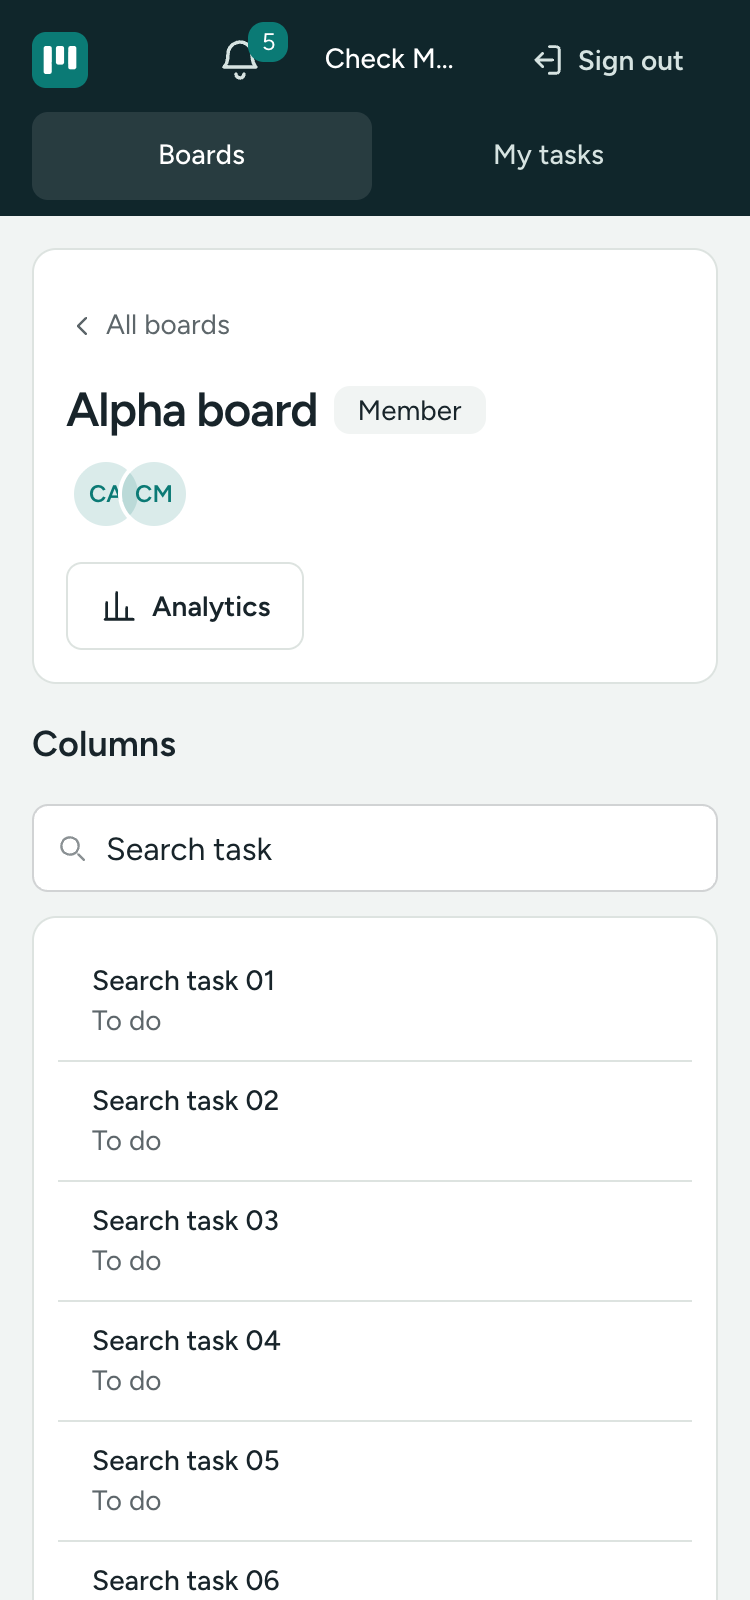 5
Check M...
Sign out
Boards
My tasks
All boards
Alpha board
Member
CA
CM
Analytics
Columns
Search task
Search task 01
To do
Search task 02
To do
Search task 03
To do
Search task 04
To do
Search task 05
To do
Search task 06